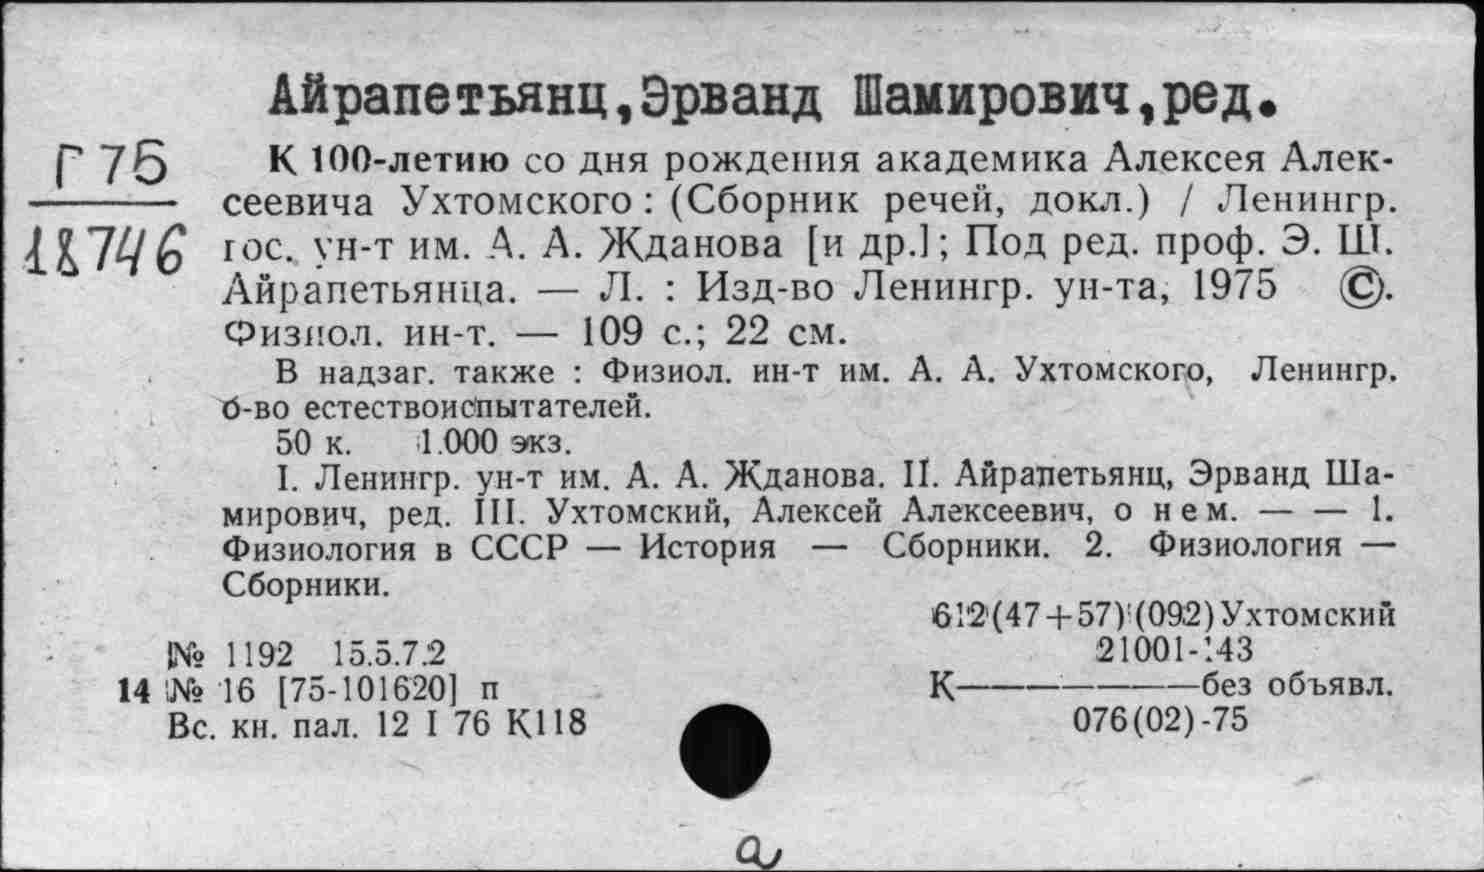 Айрапетьянц,Эрванд Шамирович,ред.
Г 75
18746
К 100-летию со дня рождения академика Алексея Алек-
сеевича Ухтомского : (Сборник речей, докл.) / Ленингр.
гос. ун-т им. А. А. Жданова [и др.] ; Под ред. проф. Э. Ш.
Айрапетьянца. — Л. : Изд-во Ленингр. ун-та, 1975 ©.
Физиол. ин-т. — 109 с.; 22 см.
В надзаг. также : Физиол. ин-т им. А. А. Ухтомского, Ленингр.
б-во естествоиспытателей.
50 к. 1.000 экз.
I. Ленингр. ун-т им. А. А. Жданова. II. Айрапетьянц, Эрванд Ша-
мирович, ред. III. Ухтомский, Алексей Алексеевич, о нем. — — 1.
Физиология в СССР — История — Сборники. 2. Физиология —
Сборники.
612(47+57):(092) Ухтомский
№ 1192 15.5.7.2
14 № 16 [75-101620] п
Вс. кн. пал. 12 I 76 К118
21001-143
К————без объявл.
076(02)-75
а